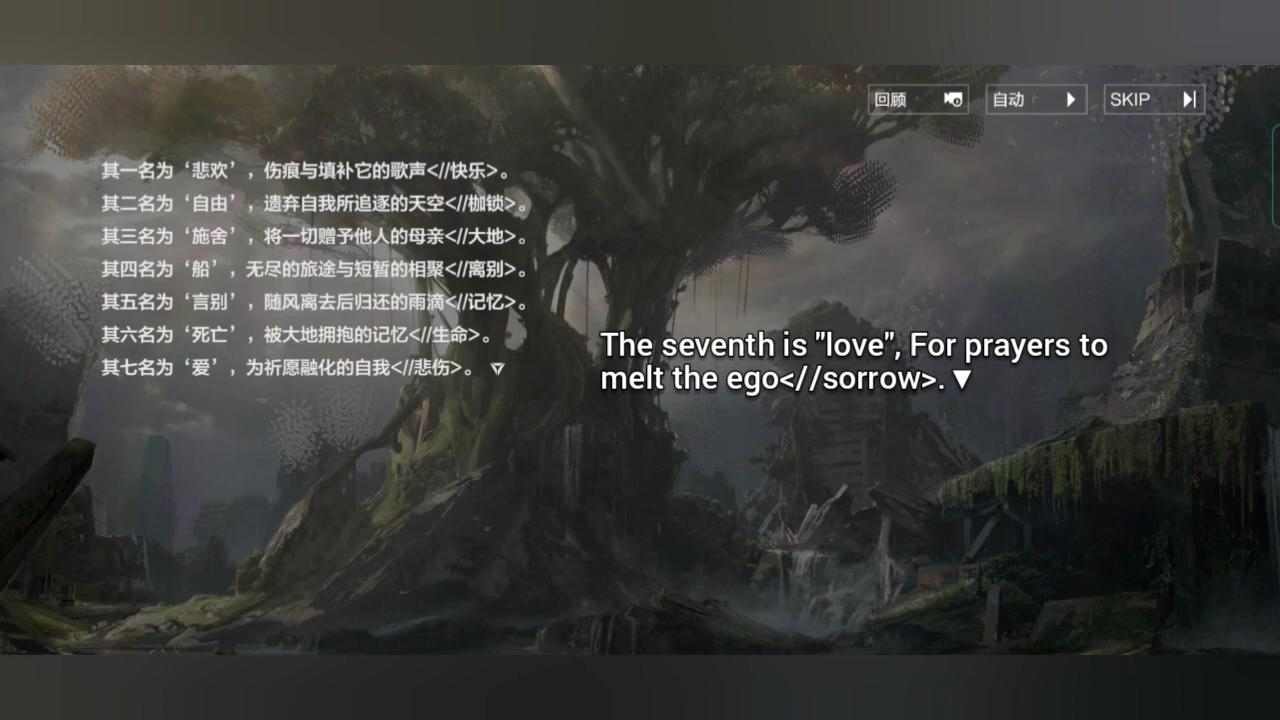 回顾
自动
SKIP
其一名为‘悲欢’，伤痕与填补它的歌声<//快乐>。
其二名为‘自由’，遗弃自我所追逐的天空<//枷锁>。
其三名为‘施舍’，将一切赠予他人的母亲<//大地>。
其四名为‘船’，无尽的旅途与短暂的相聚<//离别>。
其五名为‘言别’，随风离去后归还的雨滴<//记忆>。
其六名为‘死亡’，被大地拥抱的记忆<//生命>。
其七名为‘爱’，为祈愿融化的自我<//悲伤>。
The seventh is "love", For prayers to
melt the ego<//sorrow>.▼